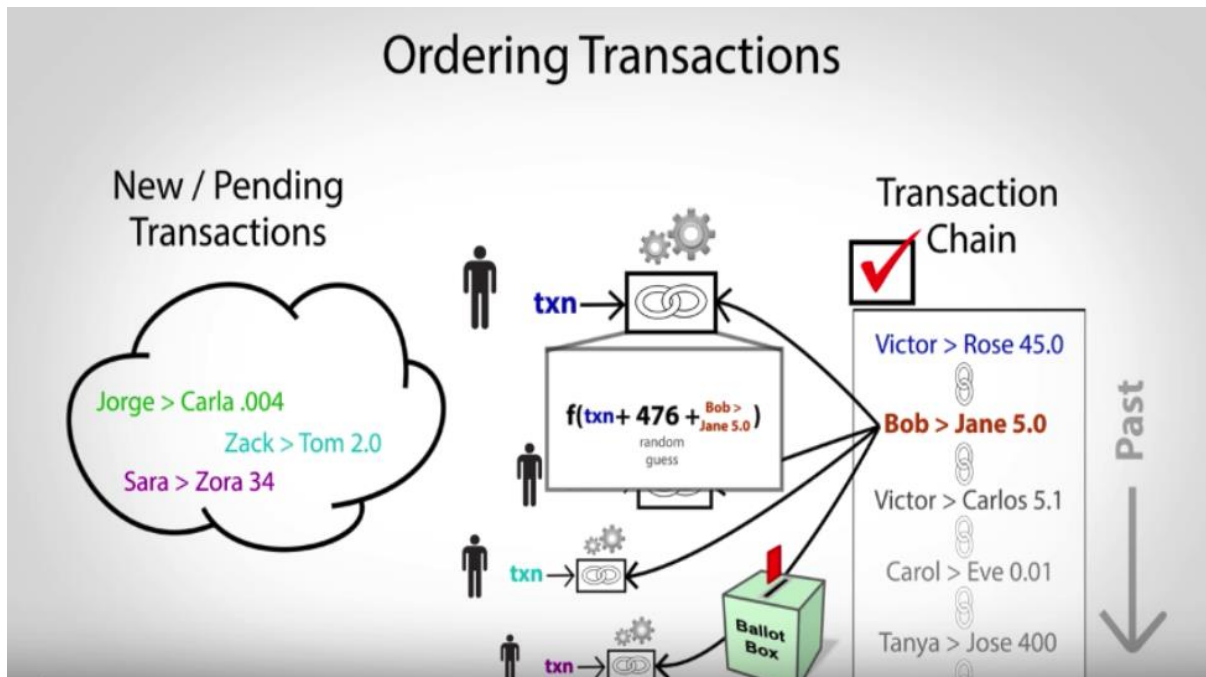 Ordering Transactions
New / Pending
Transactions
Jorge > Carla .004
Zack > Tom 2.0
Sara > Zora 34
txn
f(txn + 476 + Bob >
Jane 5.0)
random
guess
txn
txn
Ballot
Box
Transaction
Chain
Victor > Rose 45.0
Bob > Jane 5.0
Victor > Carlos 5.1
Carol > Eve 0.01
Tanya > Jose 400
Past